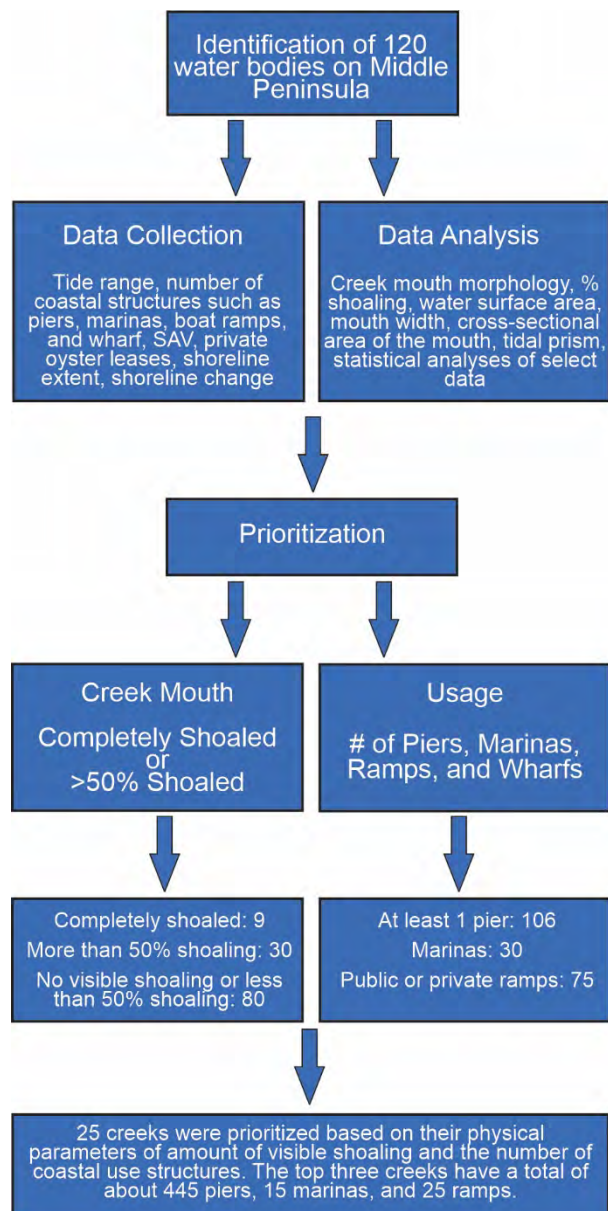 Identification of 120
water bodies on Middle
Peninsula
Data Collection
Tide range, number of
coastal structures such as
piers, marinas, boat ramps,
and wharf, SAV, private
oyster leases, shoreline
extent, shoreline change
Data Analysis
Creek mouth morphology, %
shoaling, water surface area,
mouth width, cross-sectional
area of the mouth, tidal prism,
statistical analyses of select
data
Prioritization
Creek Mouth
Completely Shoaled
or
>50% Shoaled
Usage
# of Piers, Marinas,
Ramps, and Wharfs
Completely shoaled: 9
More than 50% shoaling: 30
No visible shoaling or less
than 50% shoaling: 80
At least 1 pier: 106
Marinas: 30
Public or private ramps: 75
25 creeks were prioritized based on their physical
parameters of amount of visible shoaling and the number of
coastal use structures. The top three creeks have a total of
about 445 piers, 15 marinas, and 25 ramps.